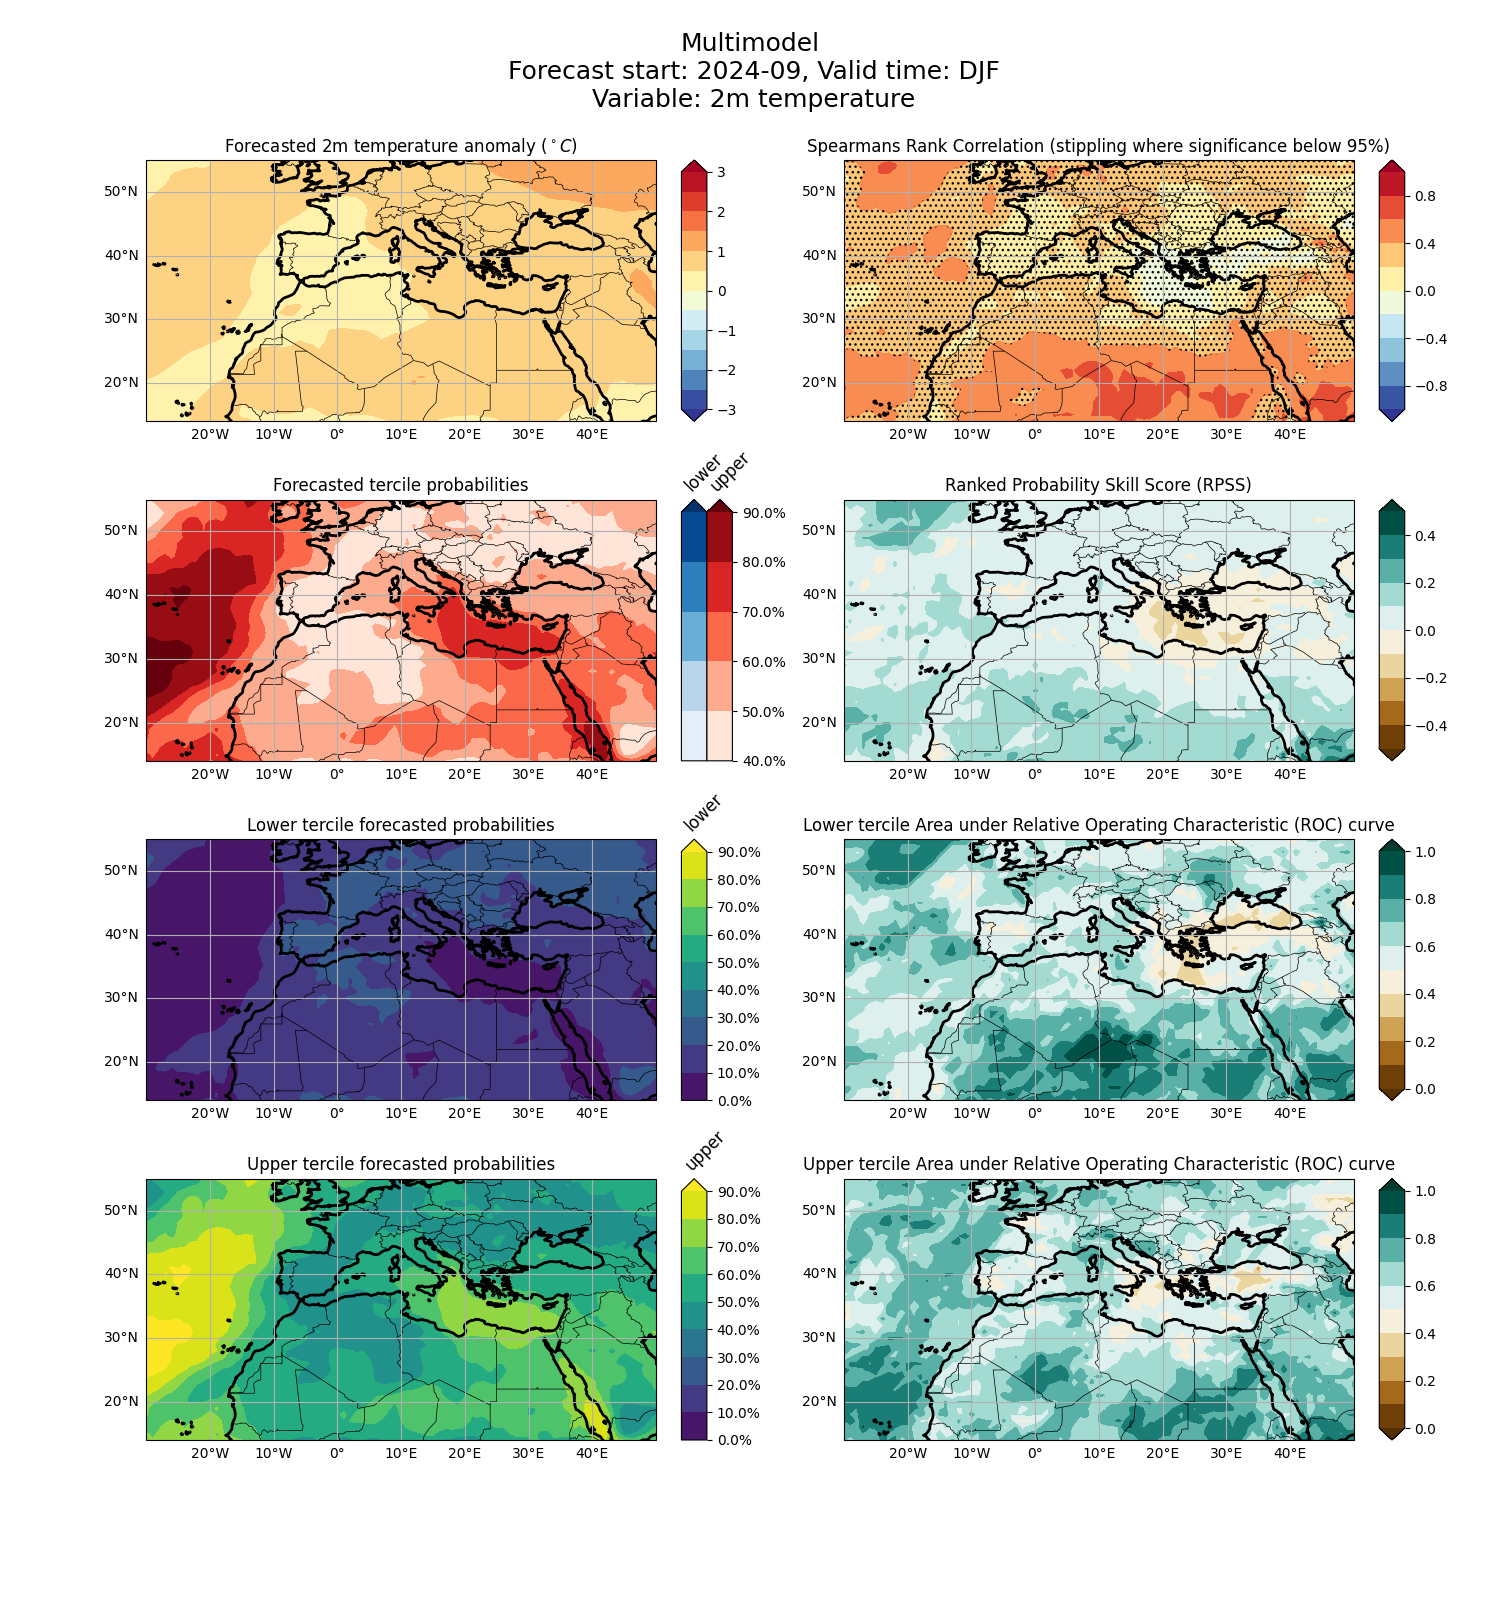 Multimodel
Forecast start: 2024-09, Valid time: DJF
Variable: 2m temperature
Forecasted 2m temperature anomaly (°C)
50°N
40°N
30°N
20°N
20°W 10°W 0° 10°E 20°E 30°E 40°E
3
2
1
0
−1
−2
−3
Spearmans Rank Correlation (stippling where significance below 95%)
50°N
40°N
30°N
20°N
20°W 10°W 0° 10°E 20°E 30°E 40°E
0.8
0.4
0.0
−0.4
−0.8
Forecasted tercile probabilities
50°N
40°N
30°N
20°N
20°W 10°W 0° 10°E 20°E 30°E 40°E
lower
upper
90.0%
80.0%
70.0%
60.0%
50.0%
40.0%
Ranked Probability Skill Score (RPSS)
50°N
40°N
30°N
20°N
20°W 10°W 0° 10°E 20°E 30°E 40°E
0.4
0.2
0.0
−0.2
−0.4
Lower tercile forecasted probabilities
50°N
40°N
30°N
20°N
20°W 10°W 0° 10°E 20°E 30°E 40°E
lower
90.0%
80.0%
70.0%
60.0%
50.0%
40.0%
30.0%
20.0%
10.0%
0.0%
Lower tercile Area under Relative Operating Characteristic (ROC) curve
50°N
40°N
30°N
20°N
20°W 10°W 0° 10°E 20°E 30°E 40°E
1.0
0.8
0.6
0.4
0.2
0.0
Upper tercile forecasted probabilities
50°N
40°N
30°N
20°N
20°W 10°W 0° 10°E 20°E 30°E 40°E
upper
90.0%
80.0%
70.0%
60.0%
50.0%
40.0%
30.0%
20.0%
10.0%
0.0%
Upper tercile Area under Relative Operating Characteristic (ROC) curve
50°N
40°N
30°N
20°N
20°W 10°W 0° 10°E 20°E 30°E 40°E
1.0
0.8
0.6
0.4
0.2
0.0